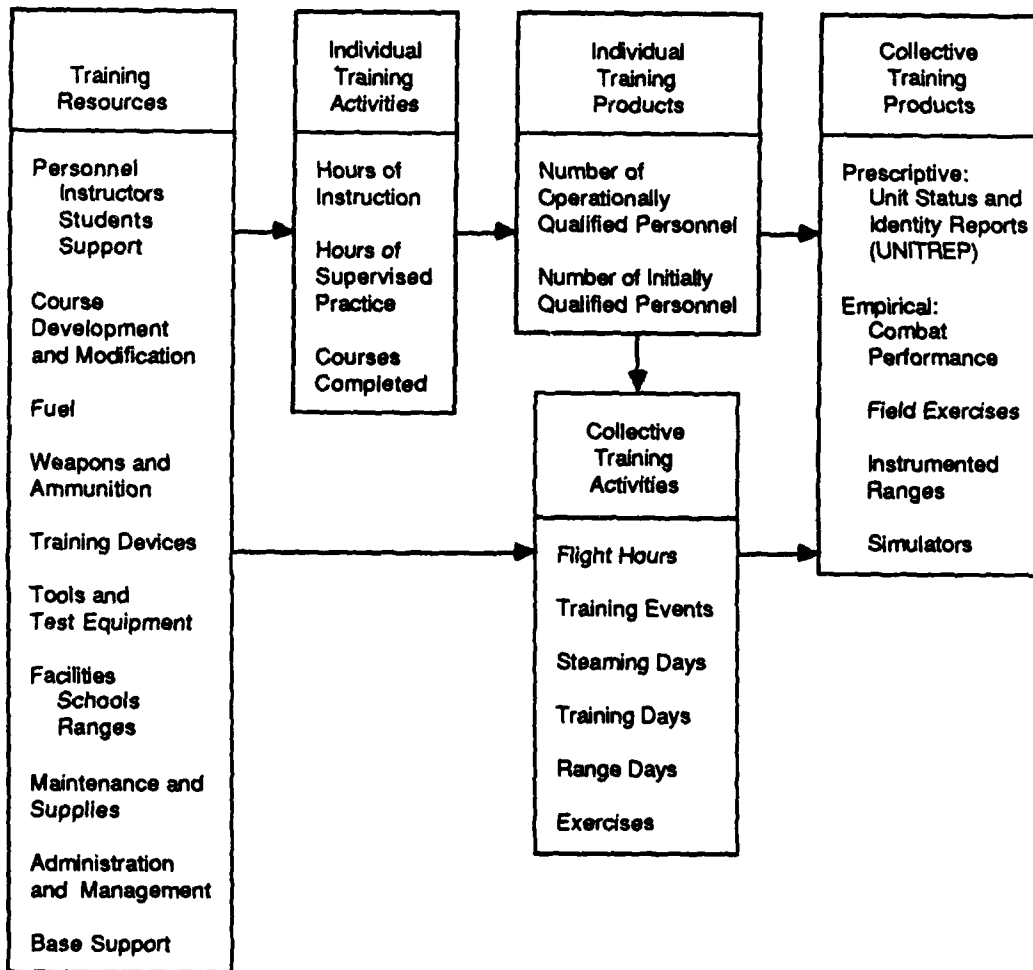 Training
Resources
Personnel
Instructors
Students
Support
Course
Development
and Modification
Fuel
Weapons and
Ammunition
Training Devices
Tools and
Test Equipment
Facilities
Schools
Ranges
Maintenance and
Supplies
Administration
and Management
Base Support
Individual
Training
Activities
Hours of
Instruction
Hours of
Supervised
Practice
Courses
Completed
Individual
Training
Products
Number of
Operationally
Qualified Personnel
Number of Initially
Qualified Personnel
Collective
Training
Activities
Flight Hours
Training Events
Steaming Days
Training Days
Range Days
Exercises
Collective
Training
Products
Prescriptive:
Unit Status and
Identity Reports
(UNITREP)
Empirical:
Combat
Performance
Field Exercises
Instrumented
Ranges
Simulators